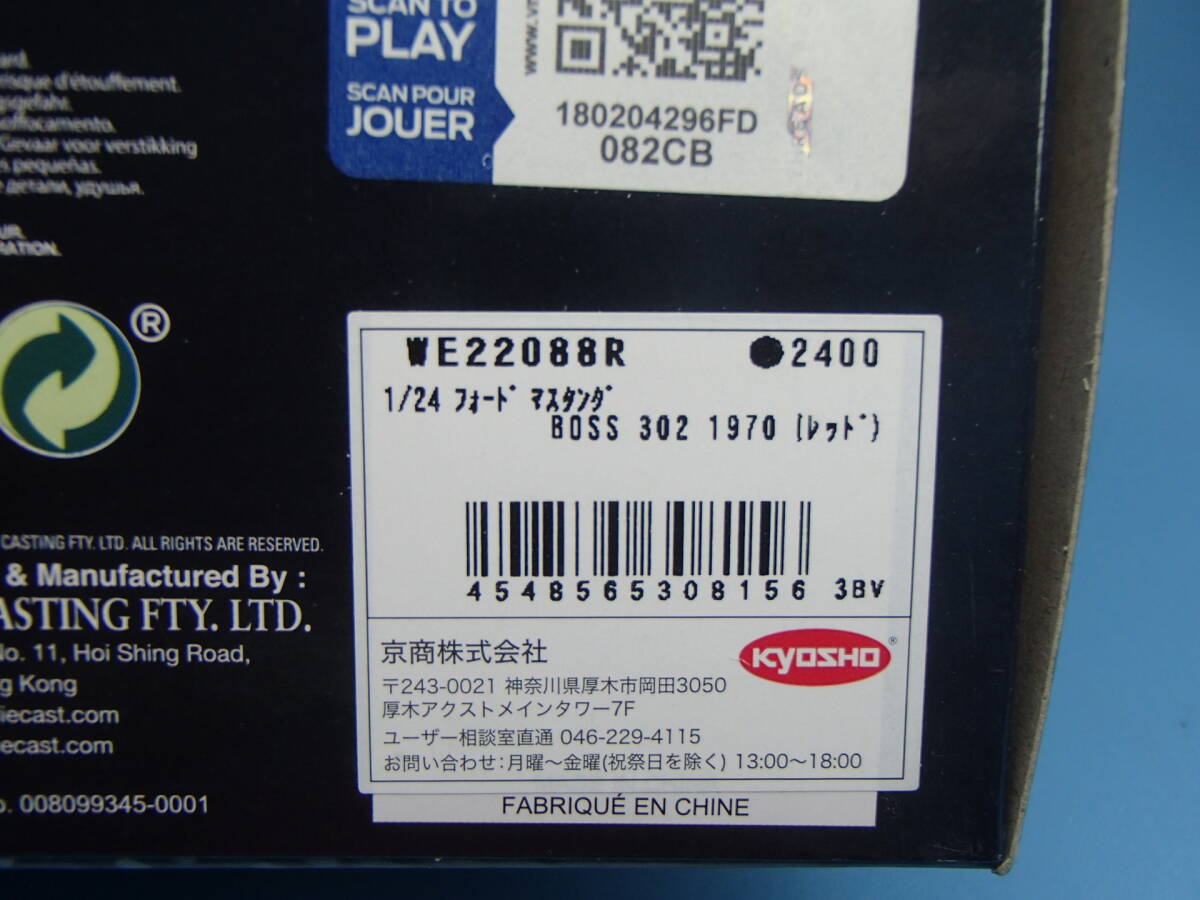 SCAN TO
PLAY
SCAN POUR
JOUER
180204296FD
082CB
risque d'étouffement.
Gevaar voor verstikking
pequeñas.
детали, удушья.
®
WE22088R ●2400
1/24 フォード マスタング
BOSS 302 1970 (レッド)
4548565308156 3BV
CASTING FTY. LTD. ALL RIGHTS ARE RESERVED.
& Manufactured By :
ASTING FTY. LTD.
No. 11, Hoi Shing Road,
g Kong
iecast.com
iecast.com
008099345-0001
京商株式会社
KYOSHO®
〒243-0021 神奈川県厚木市岡田3050
厚木アクストメインタワー7F
ユーザー相談室直通 046-229-4115
お問い合わせ:月曜～金曜(祝祭日を除く) 13:00～18:00
FABRIQUÉ EN CHINE